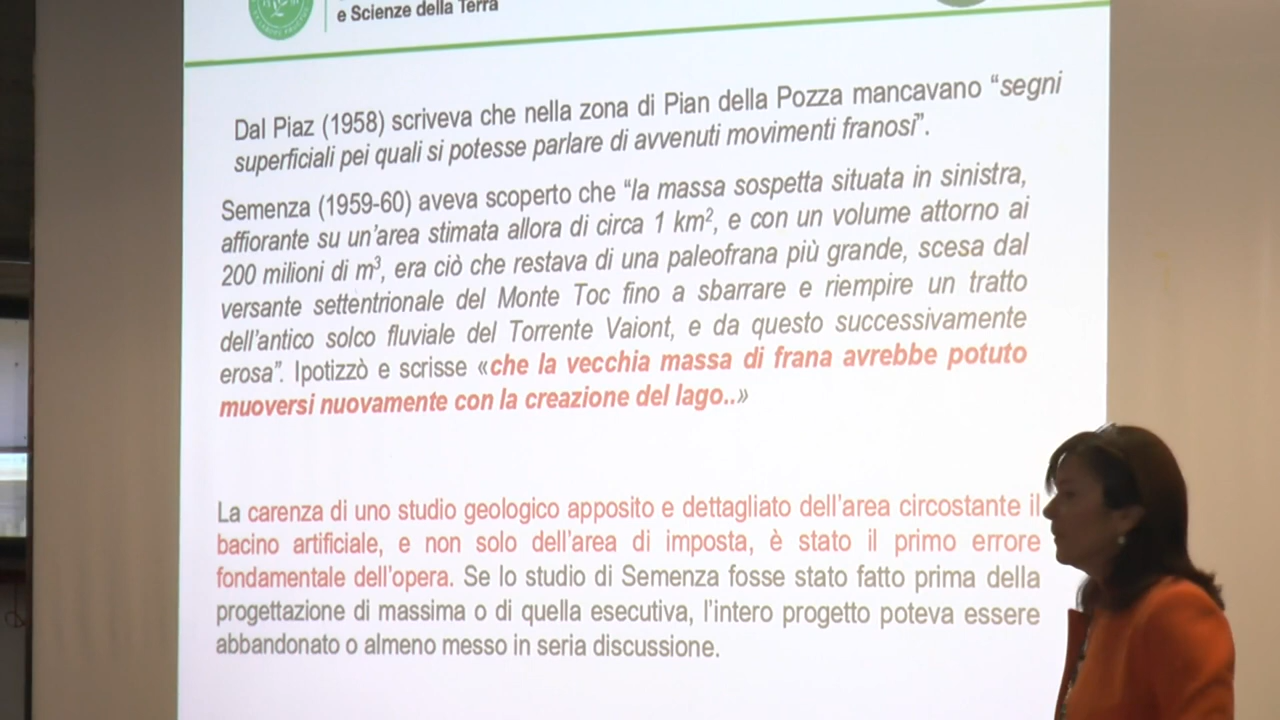 e Scienze della Terra
Dal Piaz (1958) scriveva che nella zona di Pian della Pozza mancavano “segni
superficiali pei quali si potesse parlare di avvenuti movimenti franosi”.
Semenza (1959-60) aveva scoperto che “la massa sospetta situata in sinistra,
affiorante su un’area stimata allora di circa 1 km², e con un volume attorno ai
200 milioni di m³, era ciò che restava di una paleofrana più grande, scesa dal
versante settentrionale del Monte Toc fino a sbarrare e riempire un tratto
dell’antico solco fluviale del Torrente Vaiont, e da questo successivamente
erosa”. Ipotizzò e scrisse «che la vecchia massa di frana avrebbe potuto
muoversi nuovamente con la creazione del lago..»
La carenza di uno studio geologico apposito e dettagliato dell’area circostante il
bacino artificiale, e non solo dell’area di imposta, è stato il primo errore
fondamentale dell’opera. Se lo studio di Semenza fosse stato fatto prima della
progettazione di massima o di quella esecutiva, l’intero progetto poteva essere
abbandonato o almeno messo in seria discussione.